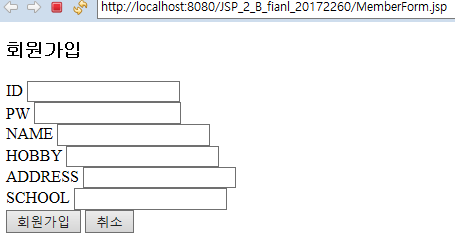 http://localhost:8080/JSP_2_B_fianl_20172260/MemberForm.jsp
회원가입
ID
PW
NAME
HOBBY
ADDRESS
SCHOOL
회원가입 취소